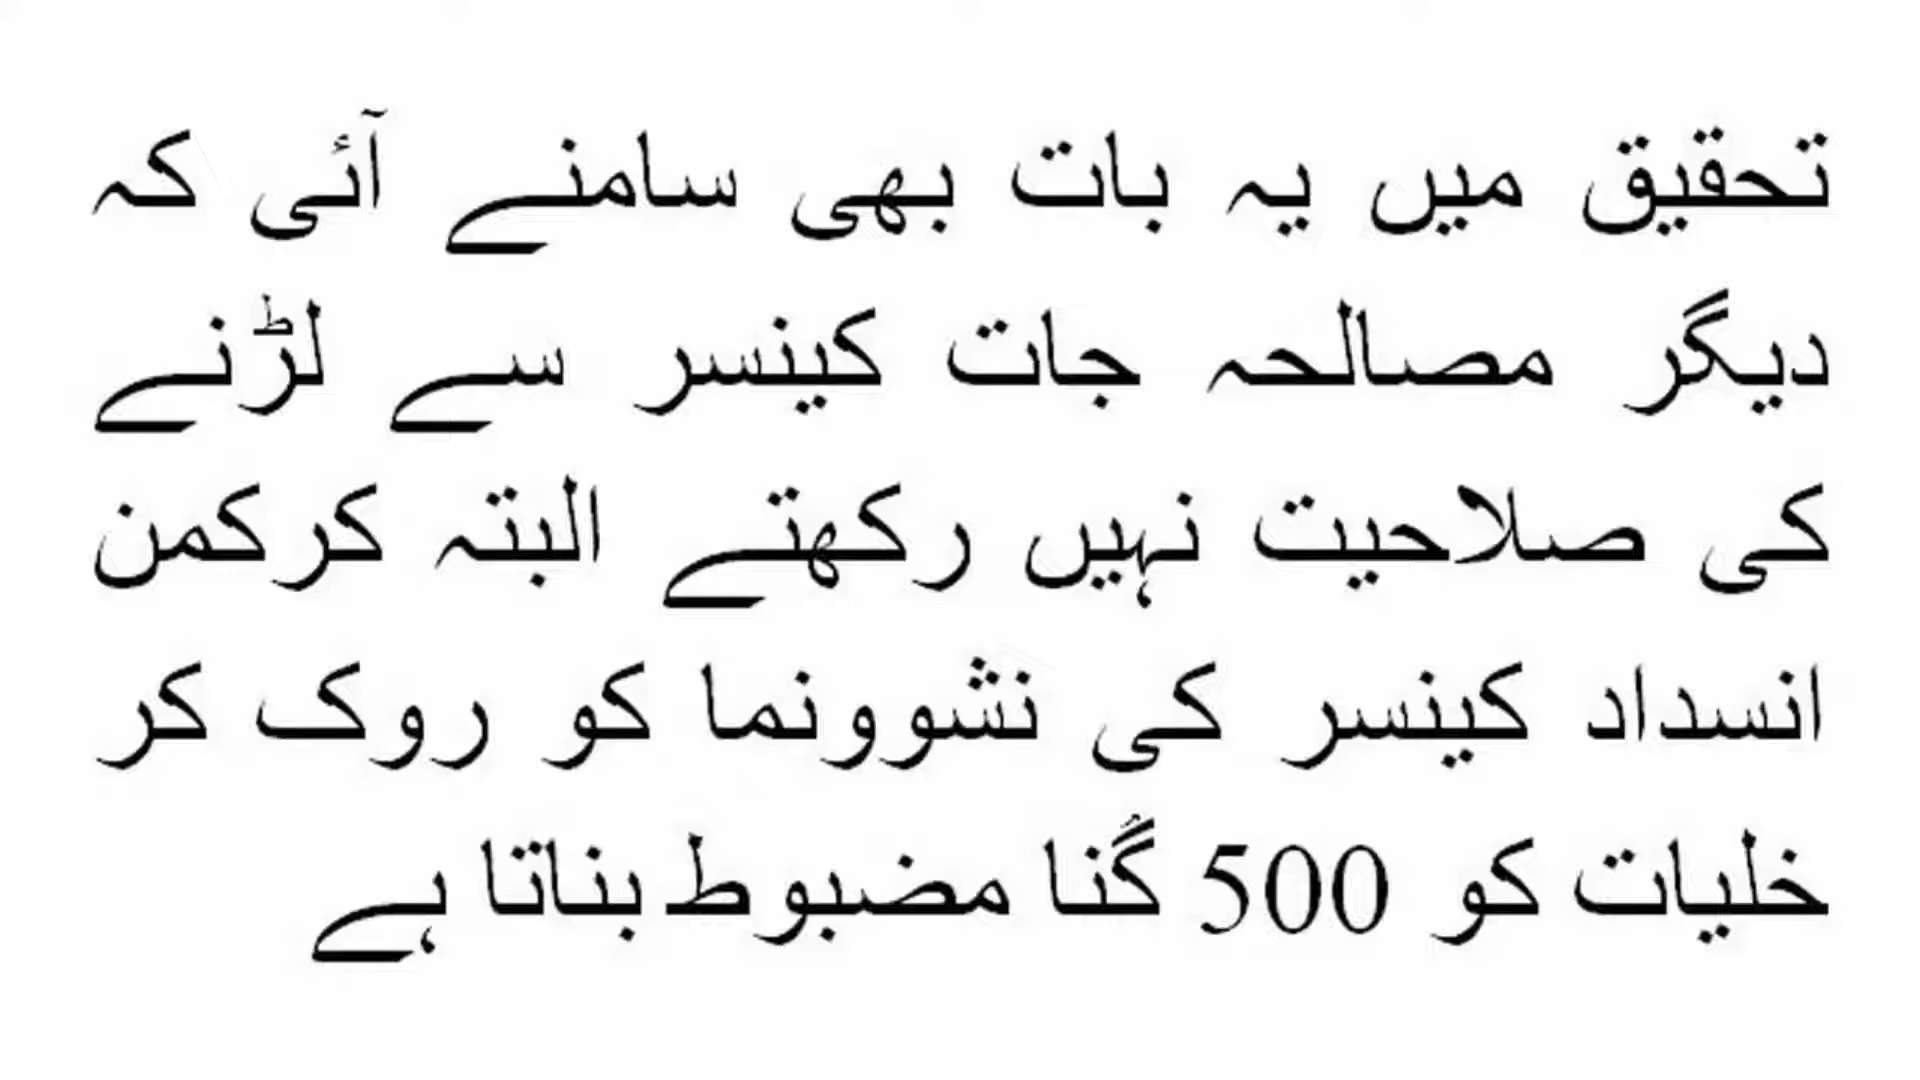 تحقیق میں یہ بات بھی سامنے آئی کہ
دیگر مصالحہ جات کینسر سے لڑنے
کی صلاحیت نہیں رکھتے البتہ کرکمن
انسداد کینسر کی نشوونما کو روک کر
خلیات کو 500 گُنا مضبوط بناتا ہے